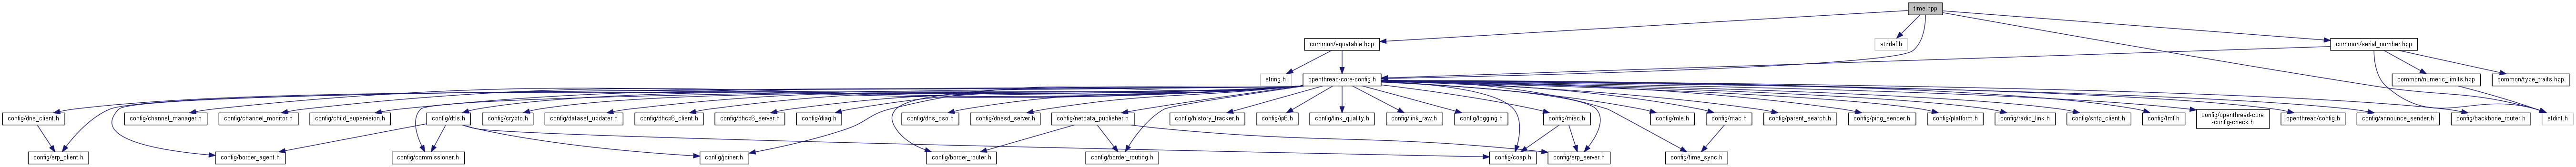 time.hpp
common/equatable.hpp
stddef.h
common/serial_number.hpp
string.h
openthread-core-config.h
common/numeric_limits.hpp
common/type_traits.hpp
config/dns_client.h
config/channel_manager.h
config/channel_monitor.h
config/child_supervision.h
config/dtls.h
config/crypto.h
config/dataset_updater.h
config/dhcp6_client.h
config/dhcp6_server.h
config/diag.h
config/dns_dso.h
config/dnssd_server.h
config/netdata_publisher.h
config/history_tracker.h
config/ip6.h
config/link_quality.h
config/link_raw.h
config/logging.h
config/misc.h
config/mle.h
config/mac.h
config/parent_search.h
config/ping_sender.h
config/platform.h
config/radio_link.h
config/sntp_client.h
config/tmf.h
config/openthread-core
-config-check.h
openthread/config.h
config/announce_sender.h
config/backbone_router.h
stdint.h
config/srp_client.h
config/border_agent.h
config/commissioner.h
config/joiner.h
config/border_router.h
config/border_routing.h
config/coap.h
config/srp_server.h
config/time_sync.h